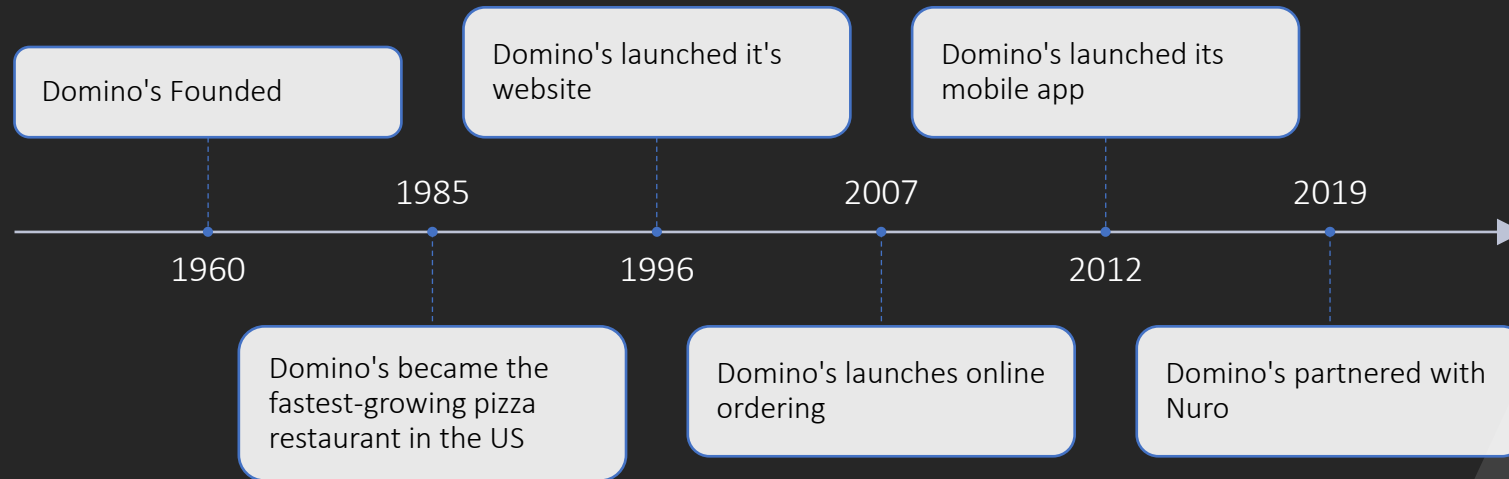 Domino's Founded
Domino's launched it's
website
Domino's launched its
mobile app
1985
2007
2019
1960
1996
2012
Domino's became the
fastest-growing pizza
restaurant in the US
Domino's launches online
ordering
Domino's partnered with
Nuro